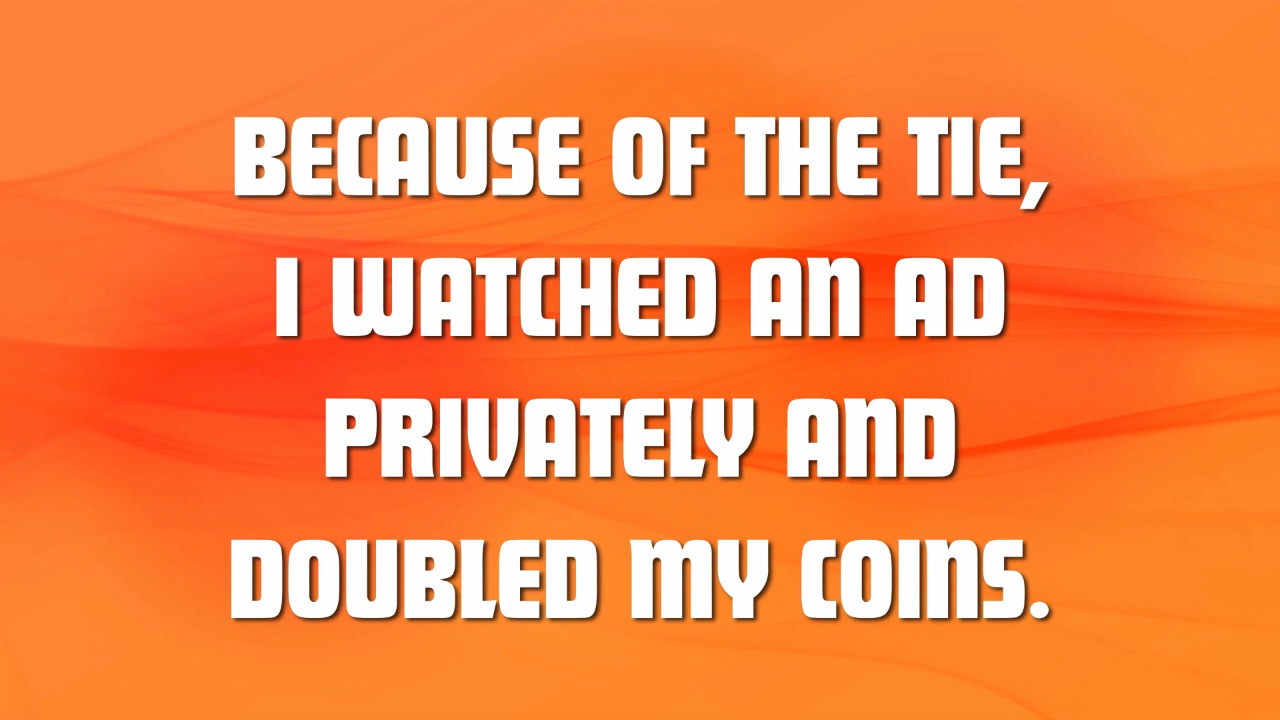 BECAUSE OF THE TIE,
I WATCHED AN AD
PRIVATELY AND
DOUBLED MY COINS.